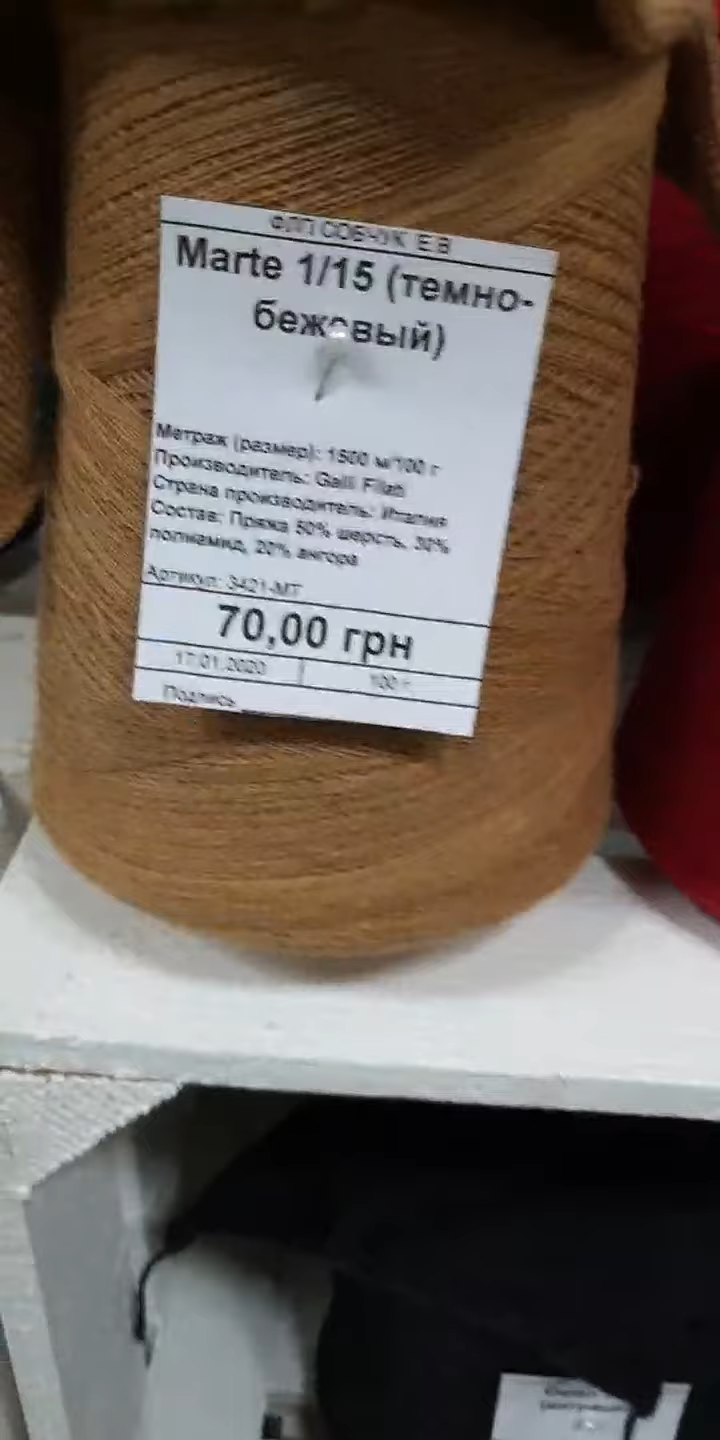 ФЛП СОБЧУК Е.В
Marte 1/15 (темно-
бежевый)
Метраж (размер): 1500 м/100 г
Производитель: Galli Filati
Страна производитель: Италия
Состав: Пряжа 50% шерсть, 30%
полиамид, 20% ангора
Артикул: 3421-МТ
70,00 грн
17.01.2020 100 г.
Подпись